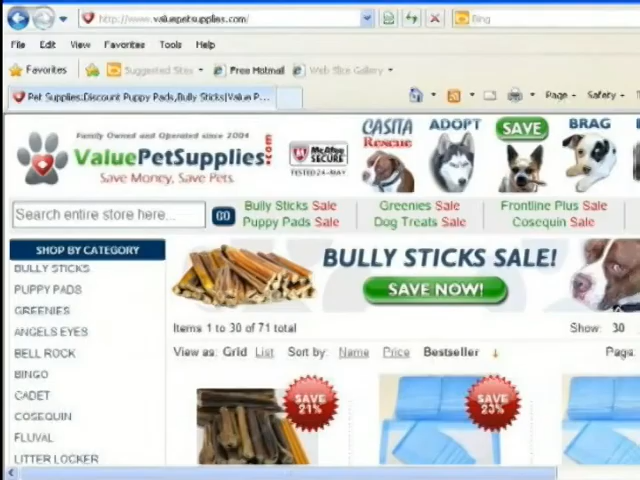 http://www.valuepetsupplies.com/
Bing
File Edit View Favorites Tools Help
Favorites Suggested Sites Free Hotmail Web Slice Gallery
Pet Supplies:Discount Puppy Pads,Bully Sticks|Value P...
Page Safety
Family Owned and Operated since 2004
ValuePetSupplies.com
Save Money, Save Pets.
McAfee SECURE
TESTED 24-MAY
CASITA Rescue
ADOPT
SAVE
BRAG
Search entire store here...
GO
Bully Sticks Sale
Puppy Pads Sale
Greenies Sale
Dog Treats Sale
Frontline Plus Sale
Cosequin Sale
SHOP BY CATEGORY
BULLY STICKS
PUPPY PADS
GREENIES
ANGELS EYES
BELL ROCK
BINGO
CADET
COSEQUIN
FLUVAL
LITTER LOCKER
BULLY STICKS SALE!
SAVE NOW!
Items 1 to 30 of 71 total
Show: 30
View as: Grid List Sort by: Name Price Bestseller
Page:
SAVE 21%
SAVE 23%